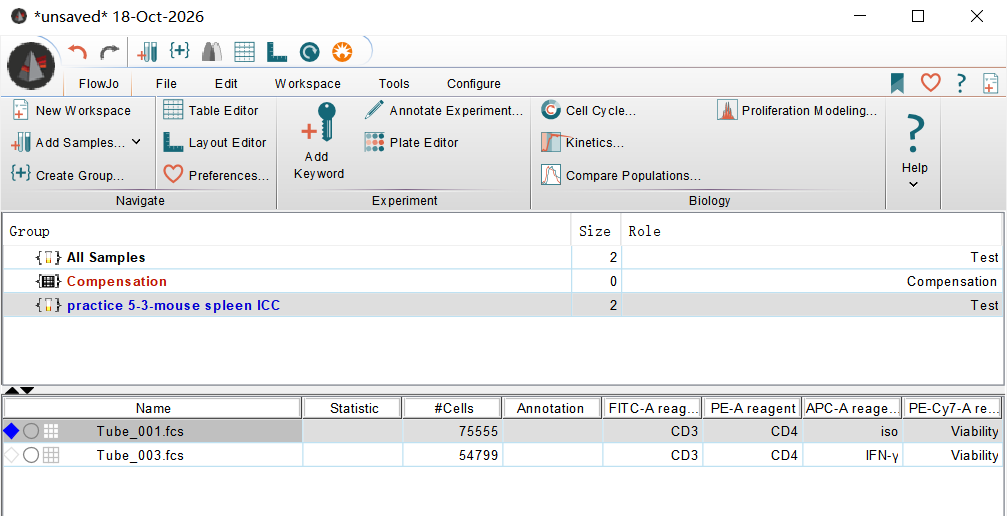 *unsaved* 18-Oct-2026
FlowJo File Edit Workspace Tools Configure
New Workspace Table Editor Annotate Experiment... Cell Cycle... Proliferation Modeling...
Add Samples... Layout Editor Add Keyword Plate Editor Kinetics... Help
Create Group... Preferences... Compare Populations...
Navigate Experiment Biology
Group Size Role
All Samples 2 Test
Compensation 0 Compensation
practice 5-3-mouse spleen ICC 2 Test
Name Statistic #Cells Annotation FITC-A reag... PE-A reagent APC-A reage... PE-Cy7-A re...
Tube_001.fcs 75555 CD3 CD4 iso Viability
Tube_003.fcs 54799 CD3 CD4 IFN-γ Viability